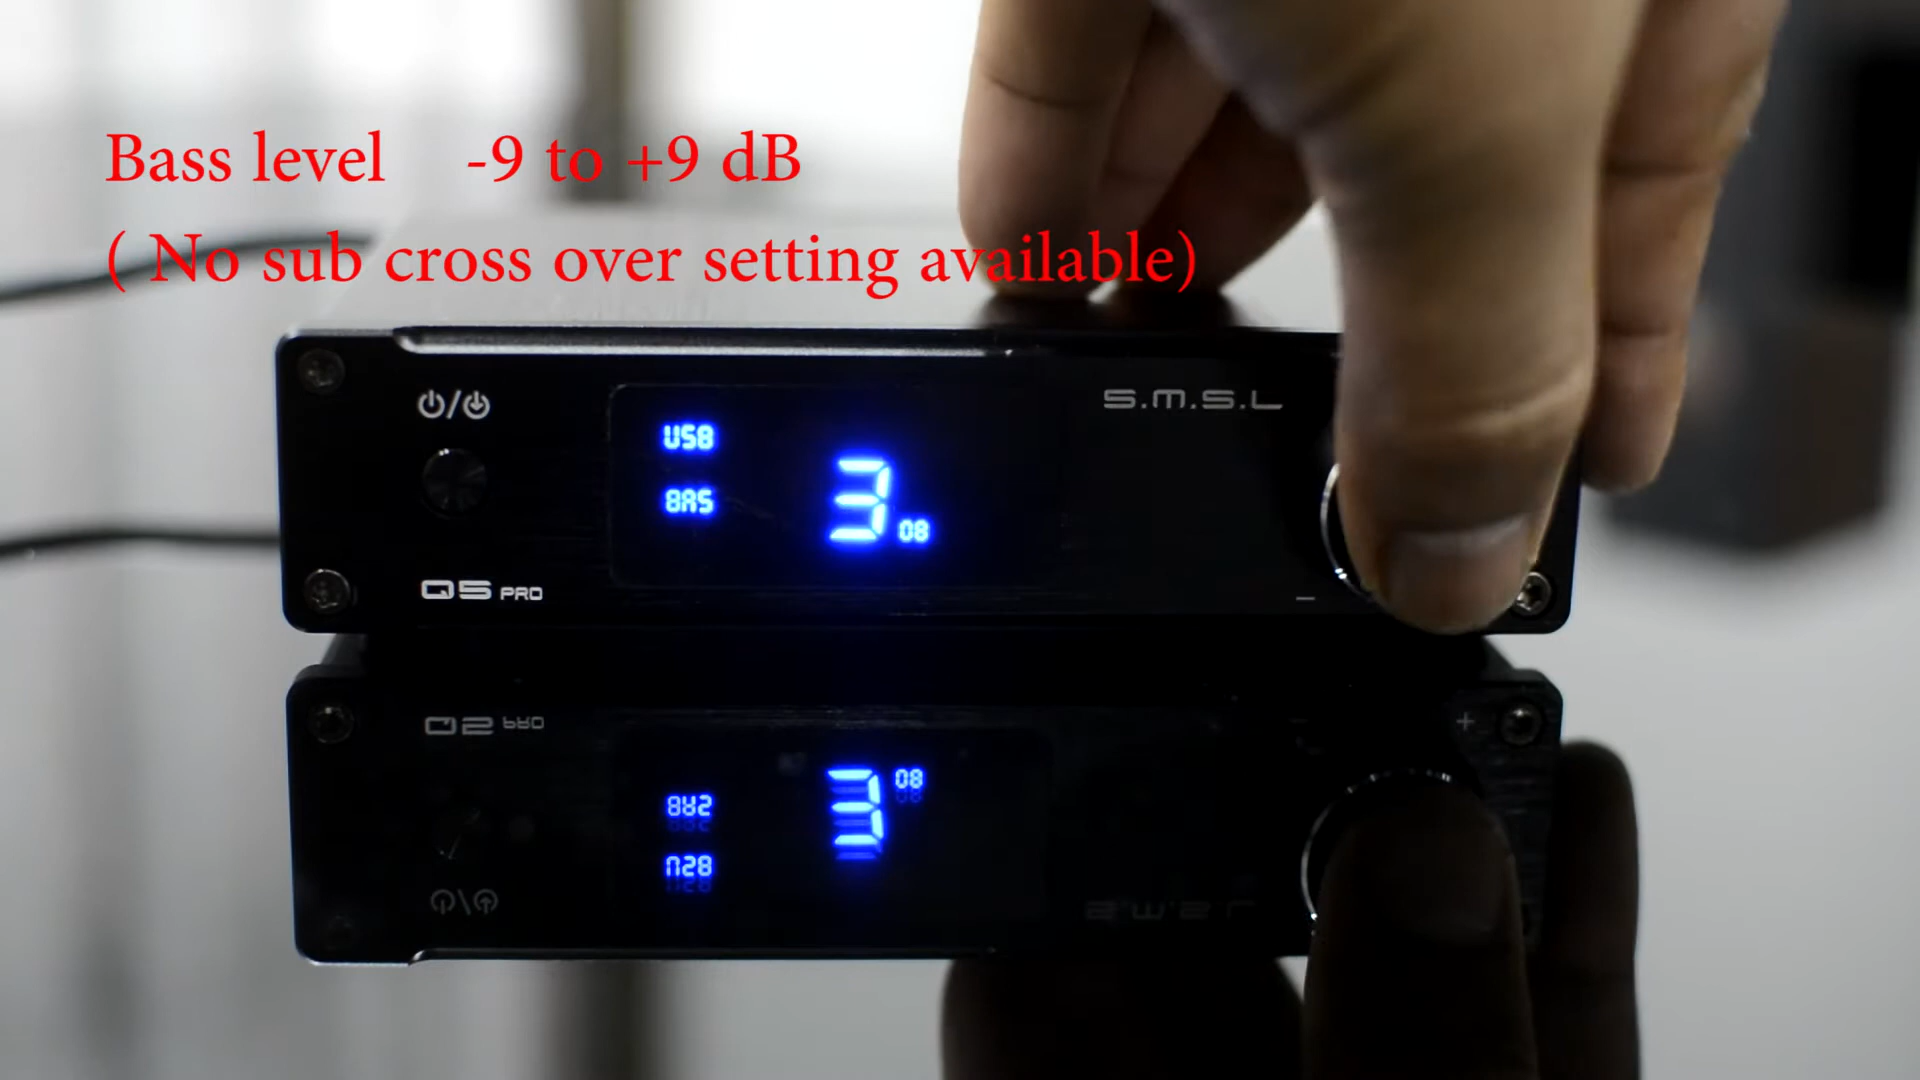 Bass level -9 to +9 dB
( No sub cross over setting available)
S.M.S.L
USB
BAS
3
08
Q5 PRO